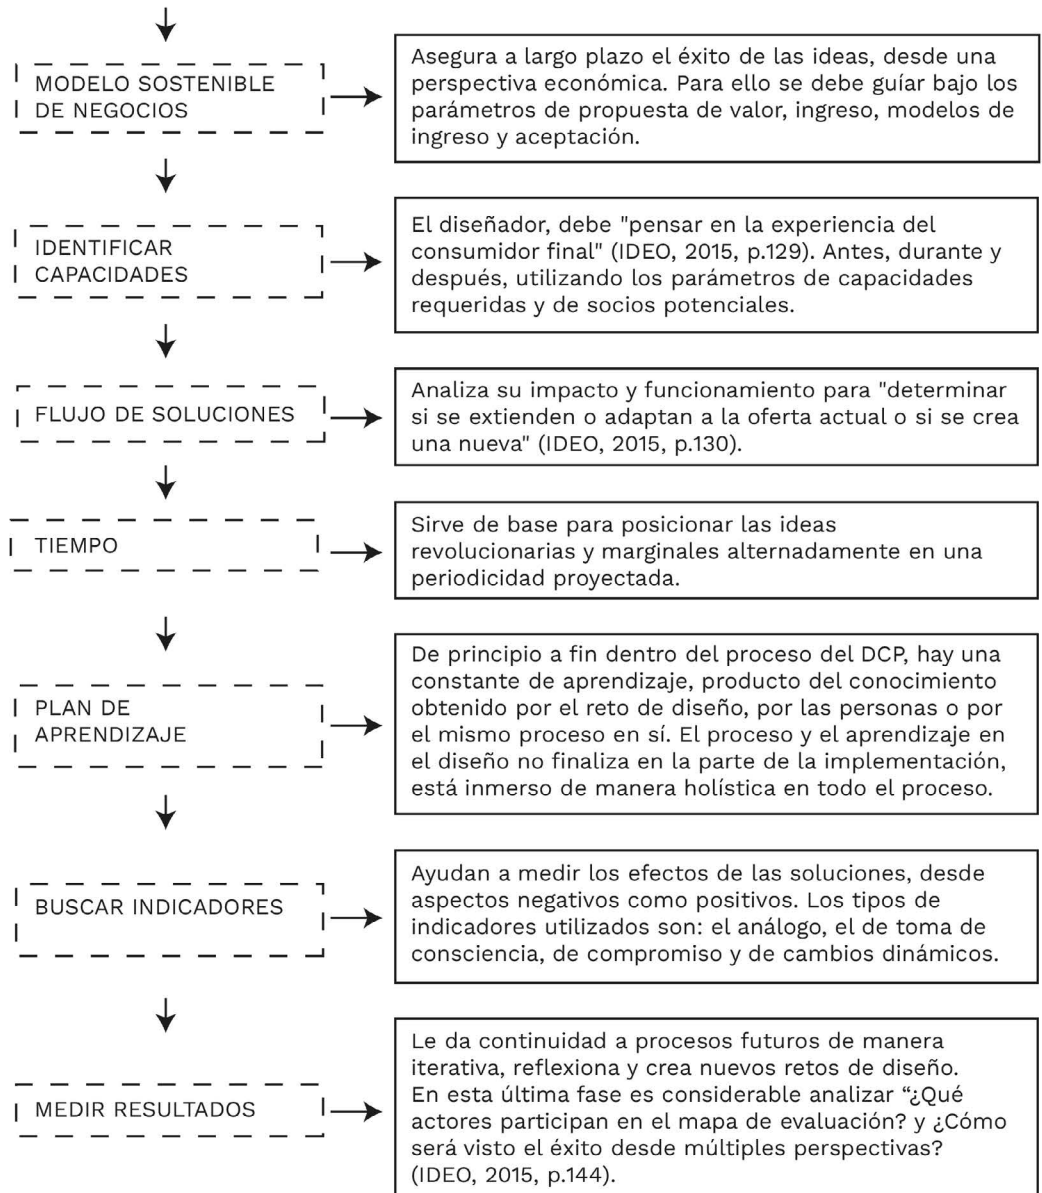 MODELO SOSTENIBLE
DE NEGOCIOS
Asegura a largo plazo el éxito de las ideas, desde una
perspectiva económica. Para ello se debe guíar bajo los
parámetros de propuesta de valor, ingreso, modelos de
ingreso y aceptación.
IDENTIFICAR
CAPACIDADES
El diseñador, debe "pensar en la experiencia del
consumidor final" (IDEO, 2015, p.129). Antes, durante y
después, utilizando los parámetros de capacidades
requeridas y de socios potenciales.
FLUJO DE SOLUCIONES
Analiza su impacto y funcionamiento para "determinar
si se extienden o adaptan a la oferta actual o si se crea
una nueva" (IDEO, 2015, p.130).
TIEMPO
Sirve de base para posicionar las ideas
revolucionarias y marginales alternadamente en una
periodicidad proyectada.
PLAN DE
APRENDIZAJE
De principio a fin dentro del proceso del DCP, hay una
constante de aprendizaje, producto del conocimiento
obtenido por el reto de diseño, por las personas o por
el mismo proceso en sí. El proceso y el aprendizaje en
el diseño no finaliza en la parte de la implementación,
está inmerso de manera holística en todo el proceso.
BUSCAR INDICADORES
Ayudan a medir los efectos de las soluciones, desde
aspectos negativos como positivos. Los tipos de
indicadores utilizados son: el análogo, el de toma de
consciencia, de compromiso y de cambios dinámicos.
MEDIR RESULTADOS
Le da continuidad a procesos futuros de manera
iterativa, reflexiona y crea nuevos retos de diseño.
En esta última fase es considerable analizar “¿Qué
actores participan en el mapa de evaluación? y ¿Cómo
será visto el éxito desde múltiples perspectivas?
(IDEO, 2015, p.144).